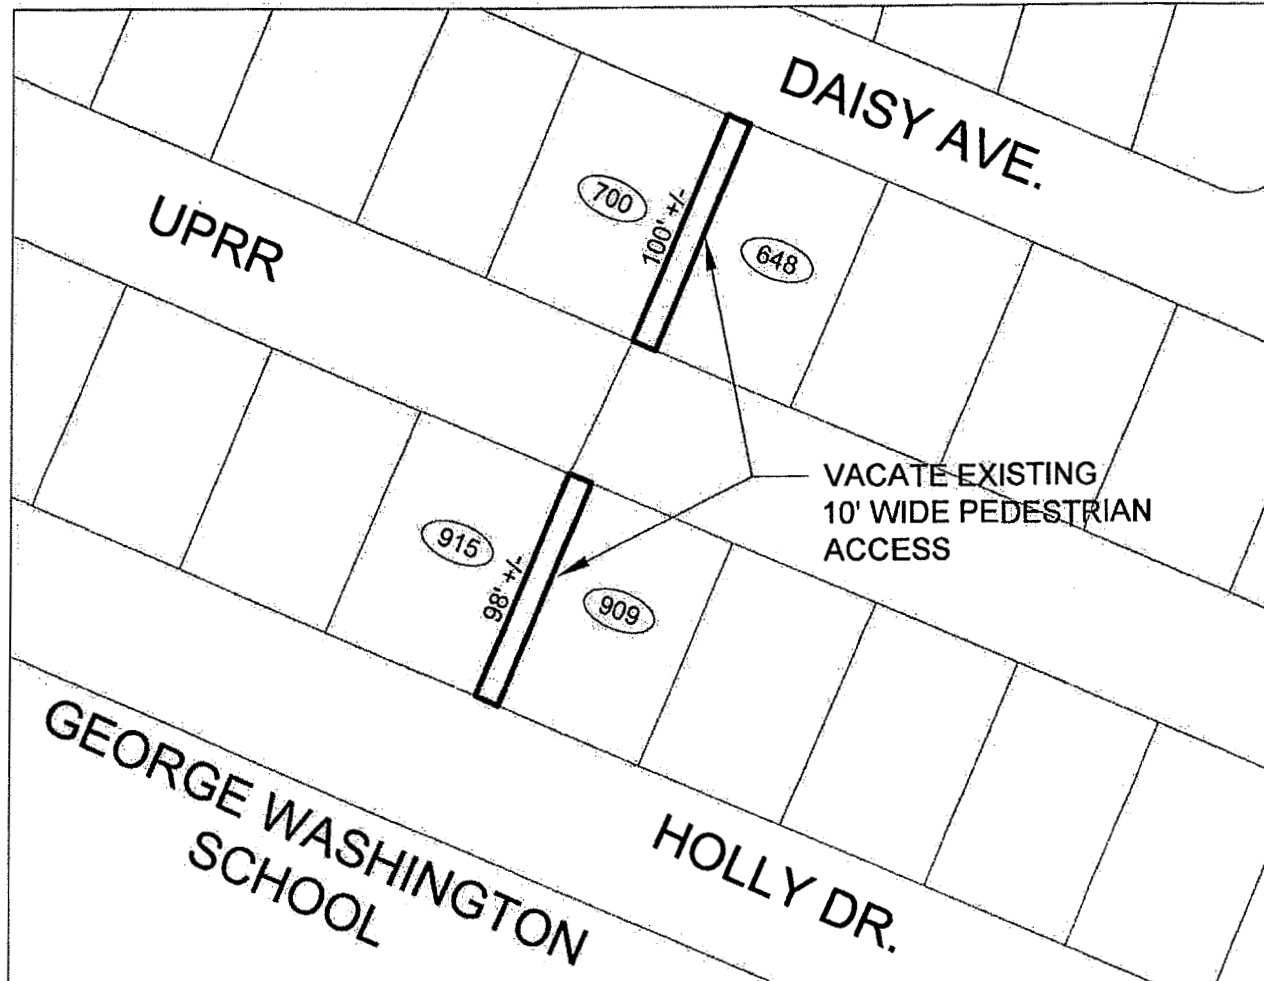 DAISY AVE.
700
100' +/-
648
UPRR
VACATE EXISTING
10' WIDE PEDESTRIAN
ACCESS
915
98' +/-
909
GEORGE WASHINGTON
SCHOOL
HOLLY DR.